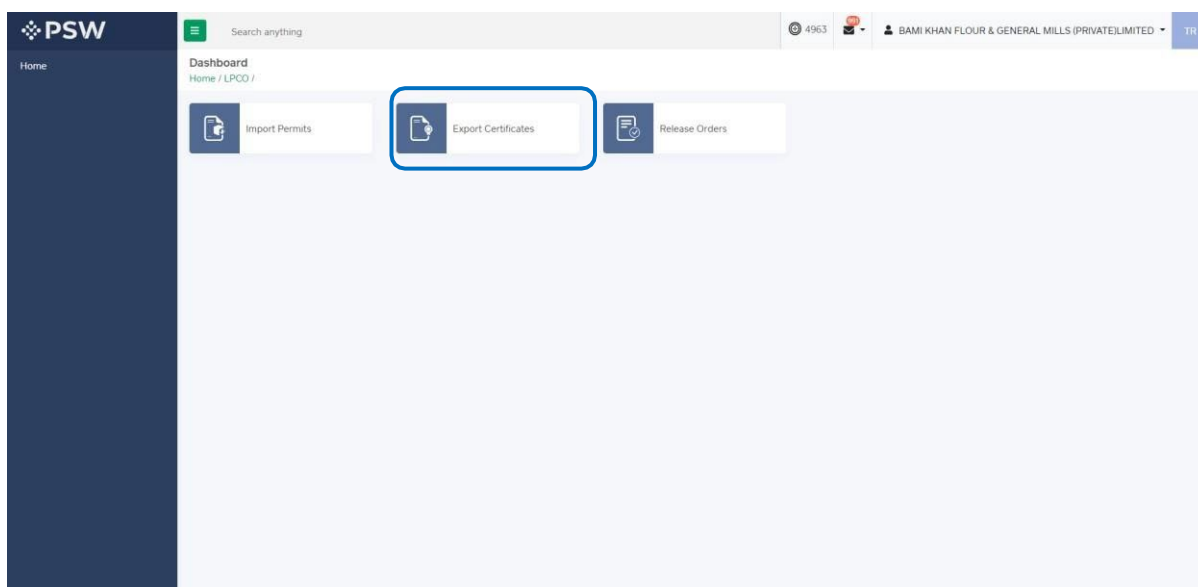 PSW
Search anything
4963
BAMI KHAN FLOUR & GENERAL MILLS (PRIVATE)LIMITED
TR
Home
Dashboard
Home / LPCO /
Import Permits
Export Certificates
Release Orders